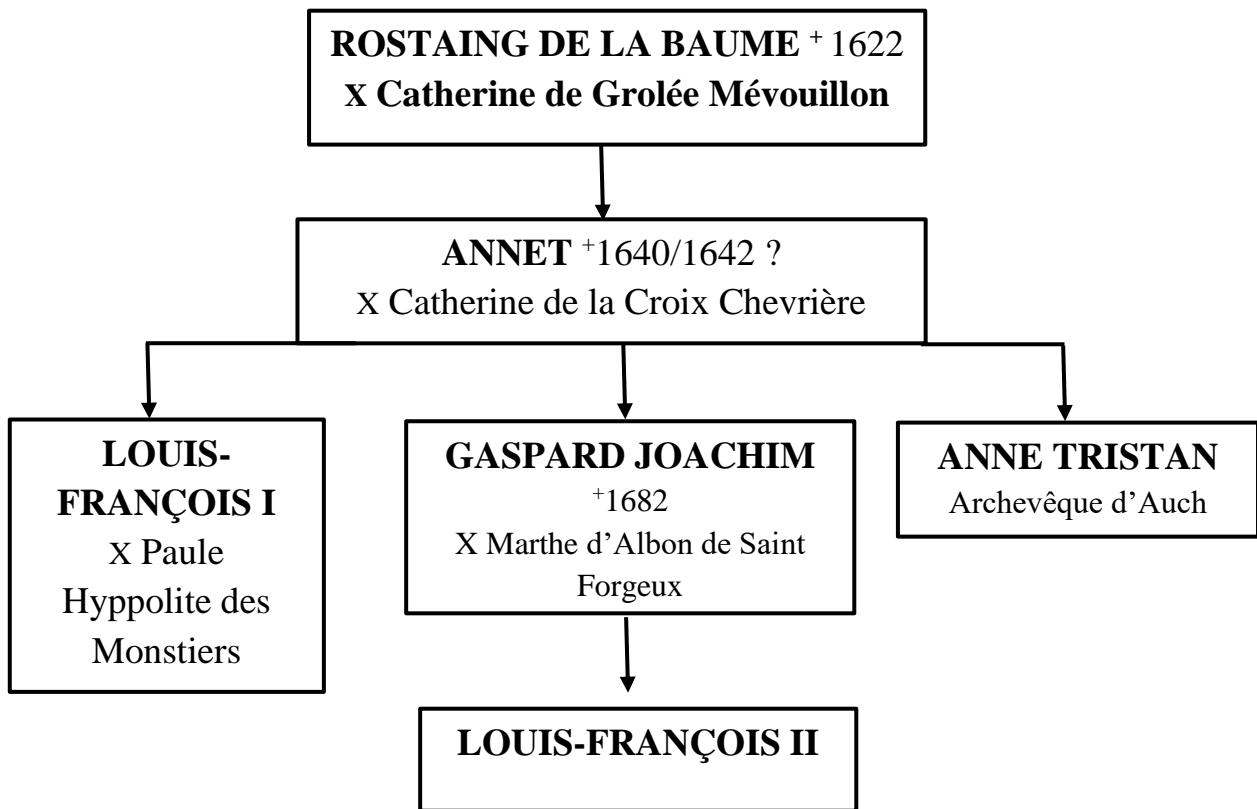 ROSTAING DE LA BAUME + 1622
X Catherine de Grolée Mévouillon
ANNET +1640/1642 ?
X Catherine de la Croix Chevrière
LOUIS-
FRANÇOIS I
X Paule
Hyppolite des
Monstiers
GASPARD JOACHIM
+1682
X Marthe d’Albon de Saint
Forgeux
ANNE TRISTAN
Archevêque d’Auch
LOUIS-FRANÇOIS II